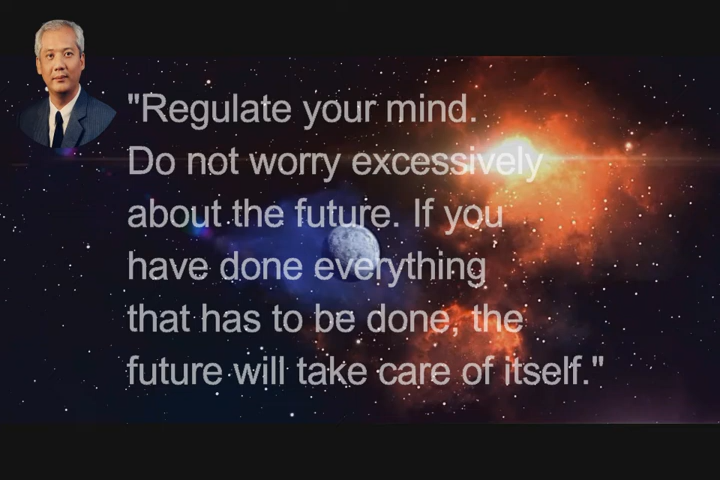 "Regulate your mind.
Do not worry excessively
about the future. If you
have done everything
that has to be done, the
future will take care of itself."